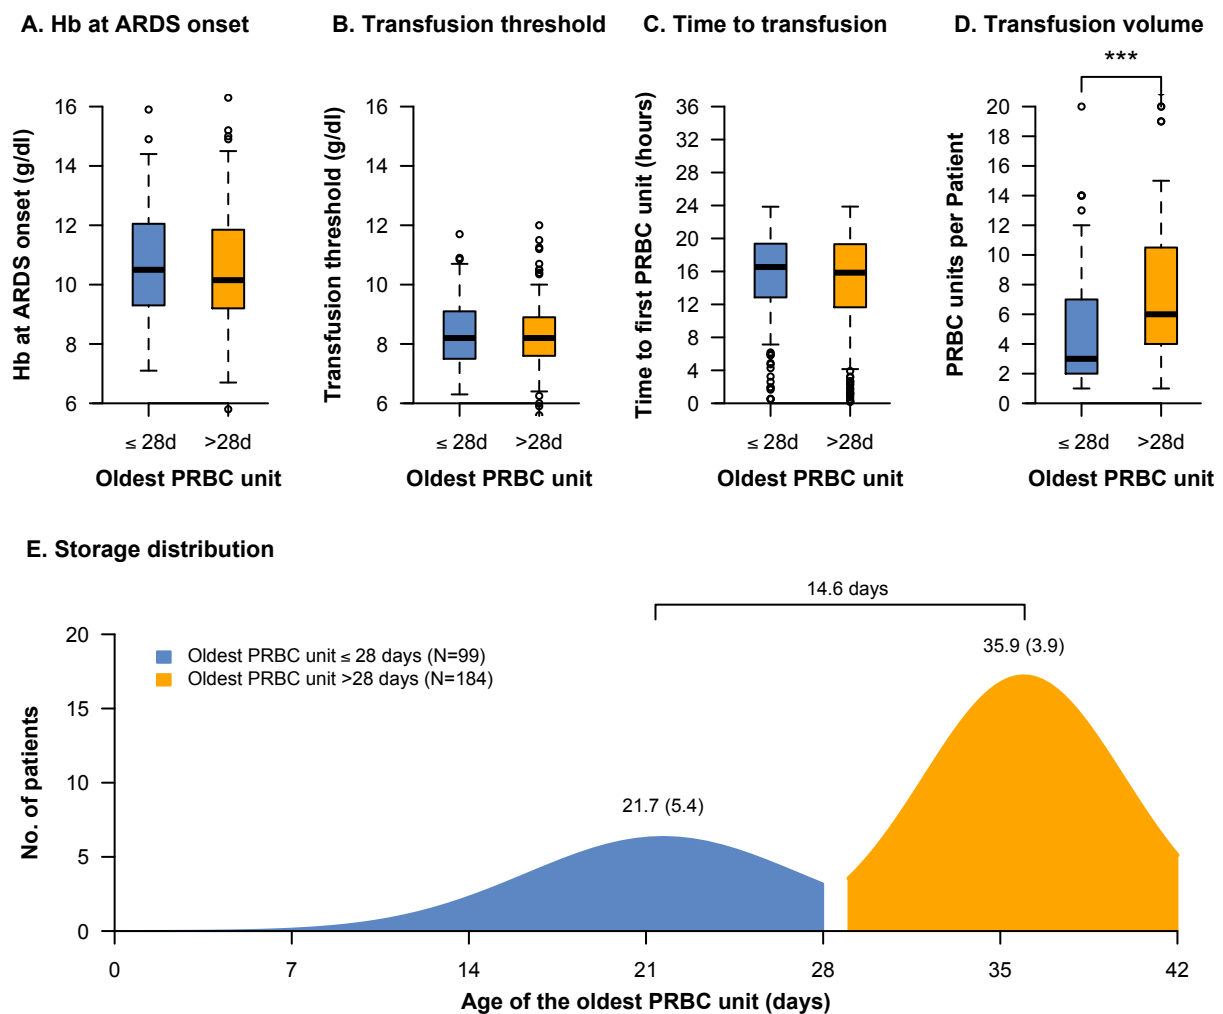 A. Hb at ARDS onset
B. Transfusion threshold
C. Time to transfusion
D. Transfusion volume
Hb at ARDS onset (g/dl)
16
14
12
10
8
6
≤ 28d >28d
Oldest PRBC unit
Transfusion threshold (g/dl)
16
14
12
10
8
6
≤ 28d >28d
Oldest PRBC unit
Time to first PRBC unit (hours)
36
32
28
24
20
16
12
8
4
0
≤ 28d >28d
Oldest PRBC unit
***
PRBC units per Patient
20
18
16
14
12
10
8
6
4
2
0
≤ 28d >28d
Oldest PRBC unit
E. Storage distribution
14.6 days
35.9 (3.9)
21.7 (5.4)
Oldest PRBC unit ≤ 28 days (N=99)
Oldest PRBC unit >28 days (N=184)
No. of patients
20
15
10
5
0
0 7 14 21 28 35 42
Age of the oldest PRBC unit (days)